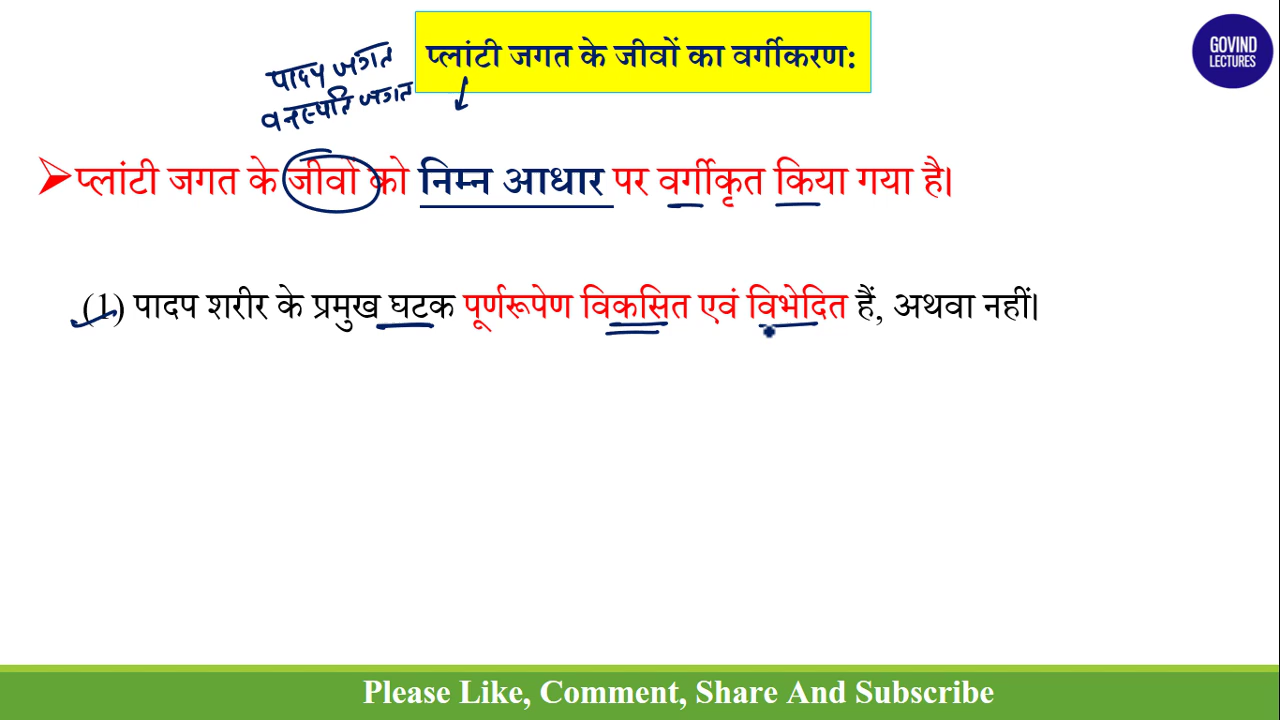 प्लांटी जगत के जीवों का वर्गीकरण:
GOVIND
LECTURES
पादप जगत
वनस्पति जगत
प्लांटी जगत के जीवो को निम्न आधार पर वर्गीकृत किया गया है।
(1) पादप शरीर के प्रमुख घटक पूर्णरूपेण विकसित एवं विभेदित हैं, अथवा नहीं।
Please Like, Comment, Share And Subscribe